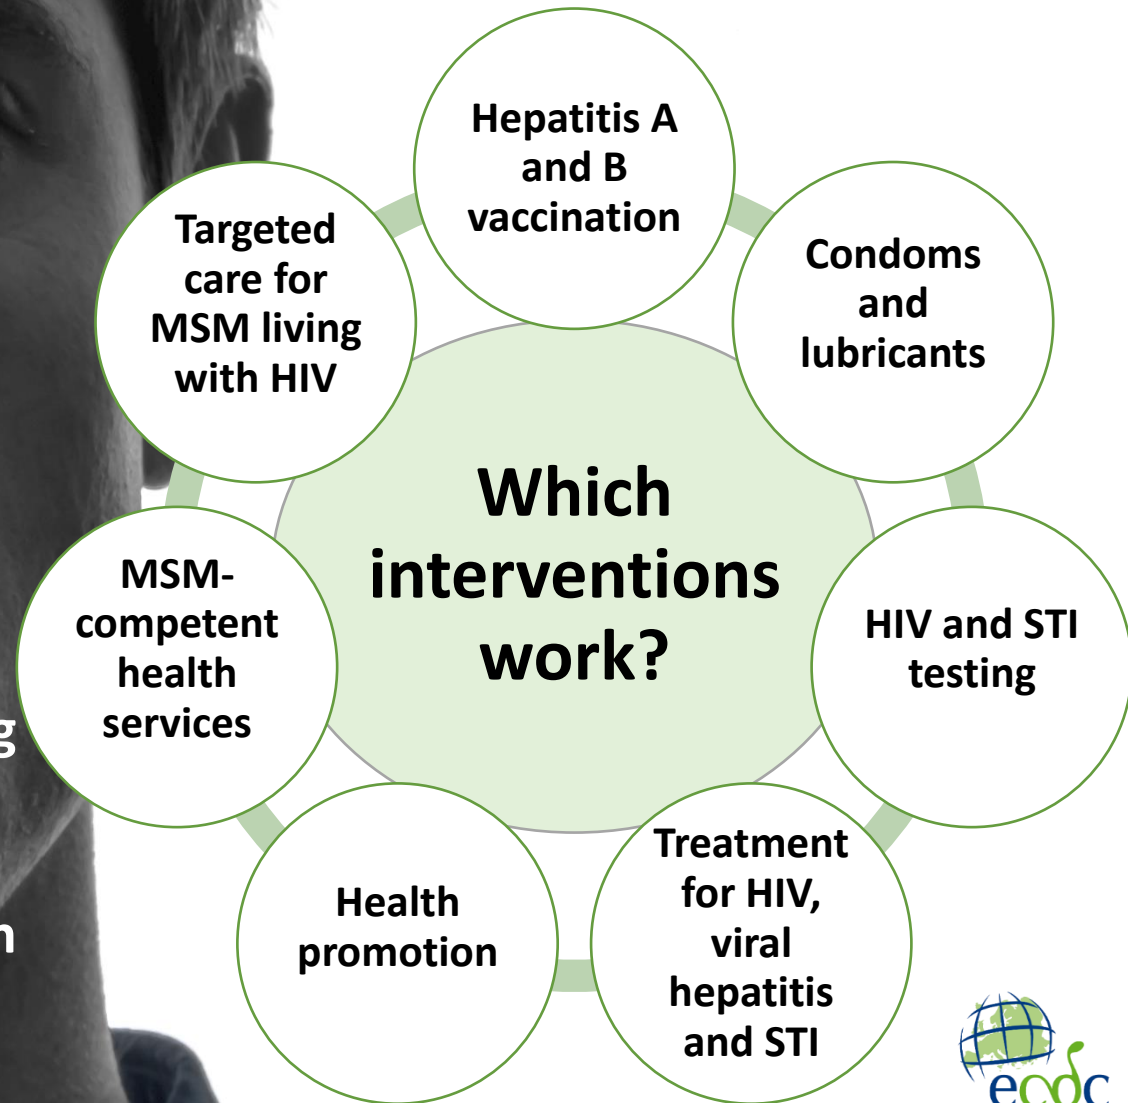 Which
interventions
work?
Hepatitis A
and B
vaccination
Condoms
and
lubricants
HIV and STI
testing
Treatment
for HIV,
viral
hepatitis
and STI
Health
promotion
MSM-
competent
health
services
Targeted
care for
MSM living
with HIV
g
n
ecdc